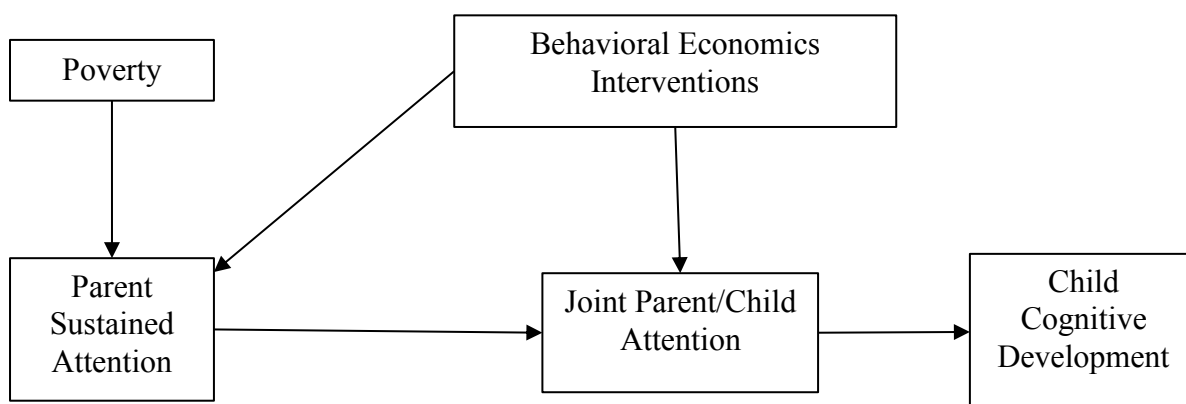 Poverty
Behavioral Economics
Interventions
Parent
Sustained
Attention
Joint Parent/Child
Attention
Child
Cognitive
Development